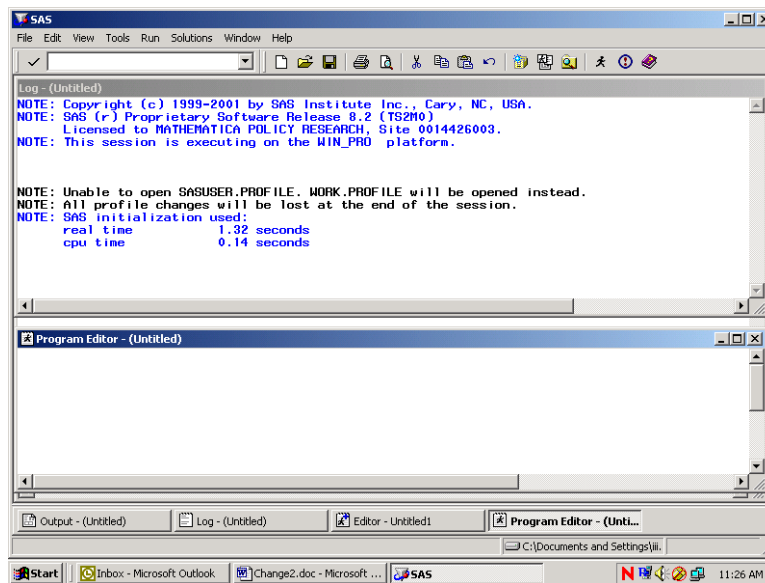 SAS
File Edit View Tools Run Solutions Window Help
Log - (Untitled)
NOTE: Copyright (c) 1999-2001 by SAS Institute Inc., Cary, NC, USA.
NOTE: SAS (r) Proprietary Software Release 8.2 (TS2M0)
Licensed to MATHEMATICA POLICY RESEARCH, Site 0014426003.
NOTE: This session is executing on the WIN_PRO platform.
NOTE: Unable to open SASUSER.PROFILE. WORK.PROFILE will be opened instead.
NOTE: All profile changes will be lost at the end of the session.
NOTE: SAS initialization used:
real time 1.32 seconds
cpu time 0.14 seconds
Program Editor - (Untitled)
Output - (Untitled) Log - (Untitled) Editor - Untitled1 Program Editor - (Unti...
C:\Documents and Settings\jii.
Start Inbox - Microsoft Outlook Change2.doc - Microsoft ... SAS N 11:26 AM